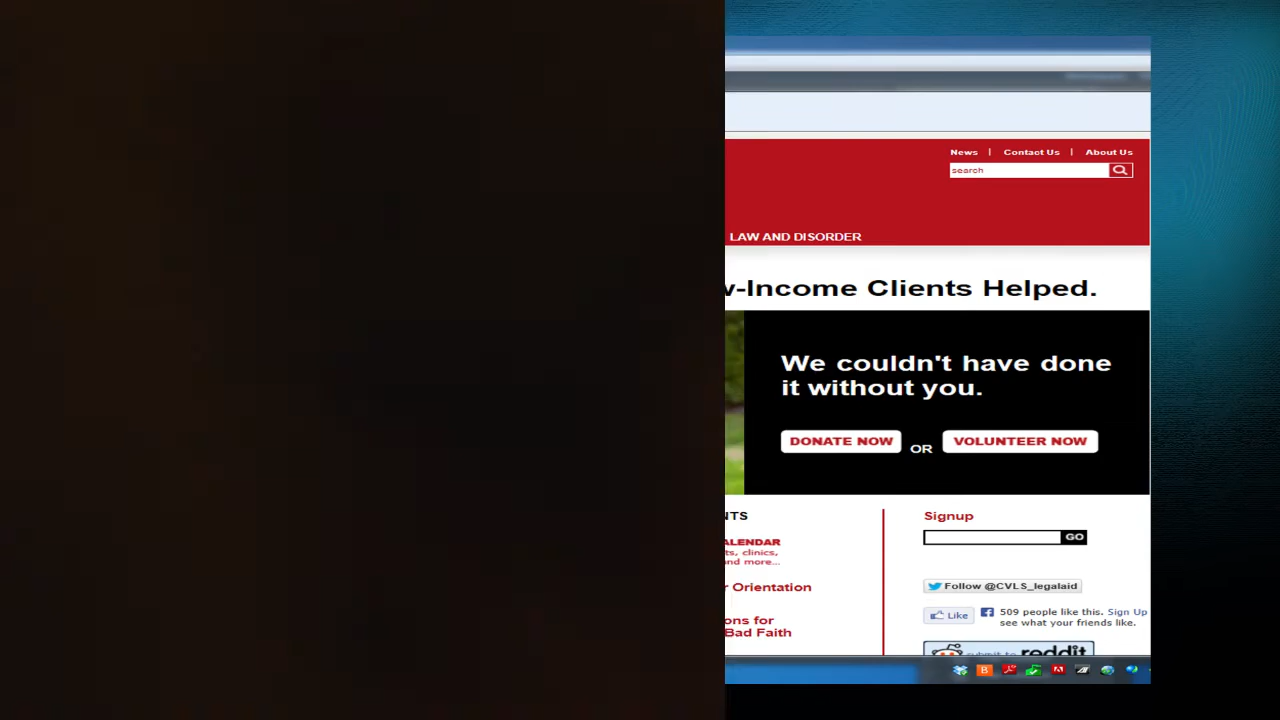 News | Contact Us | About Us
search
LAW AND DISORDER
-Income Clients Helped.
We couldn't have done
it without you.
DONATE NOW OR VOLUNTEER NOW
NTS
Signup
GO
ALENDAR
ts, clinics,
nd more...
Orientation
ons for
Bad Faith
Follow @CVLS_legalaid
Like
509 people like this. Sign Up
see what your friends like.
submit to reddit